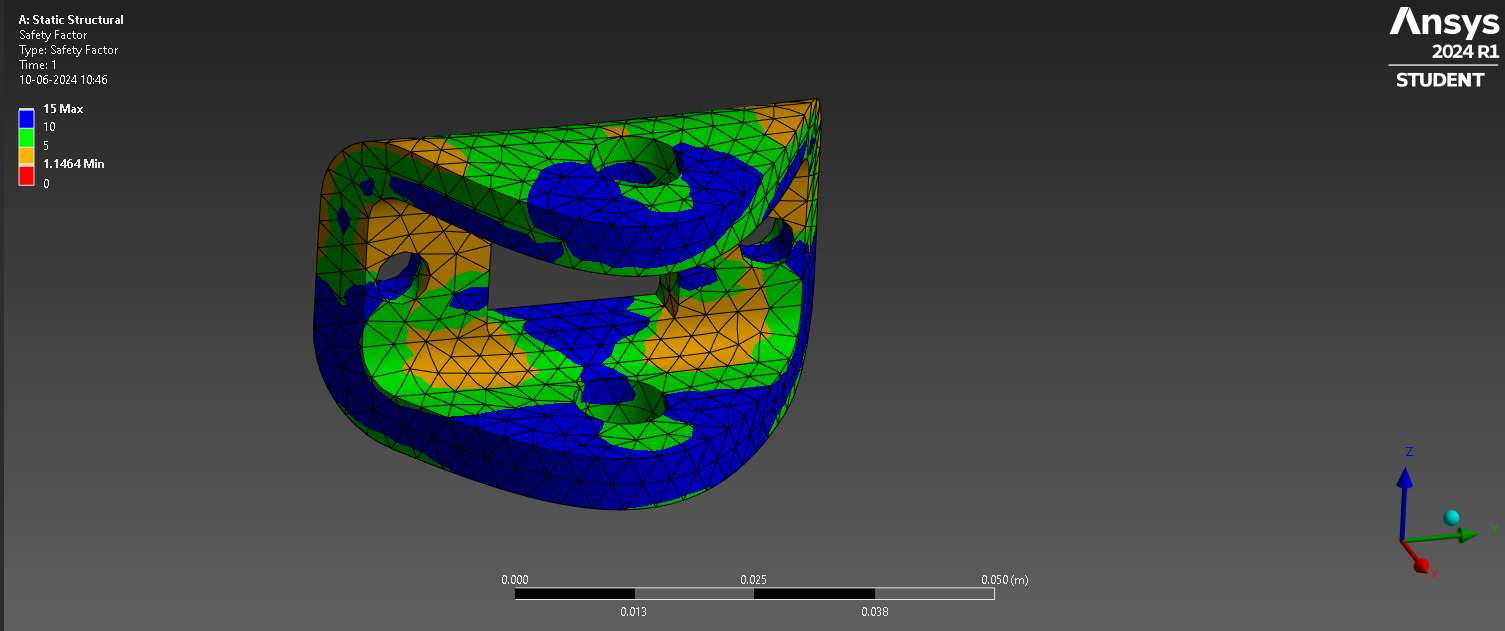 A: Static Structural
Safety Factor
Type: Safety Factor
Time: 1
10-06-2024 10:46
15 Max
10
5
1.1464 Min
0
Ansys
2024 R1
STUDENT
Z
Y
X
0.000 0.025 0.050 (m)
0.013 0.038